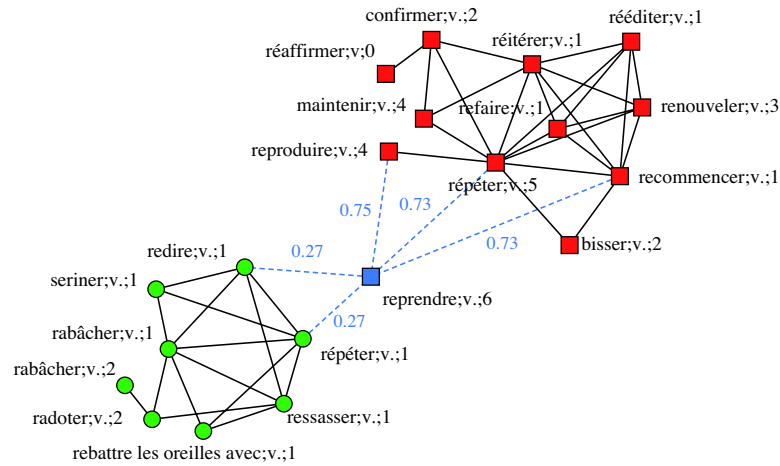 confirmer;v.;2
rééditer;v.;1
réitérer;v.;1
réaffirmer;v;0
maintenir;v.;4
refaire;v.;1
renouveler;v.;3
reproduire;v.;4
répéter;v.;5
recommencer;v.;1
0.75
0.73
redire;v.;1
0.27
0.73
bisser;v.;2
seriner;v.;1
reprendre;v.;6
0.27
rabâcher;v.;1
répéter;v.;1
rabâcher;v.;2
radoter;v.;2
ressasser;v.;1
rebattre les oreilles avec;v.;1